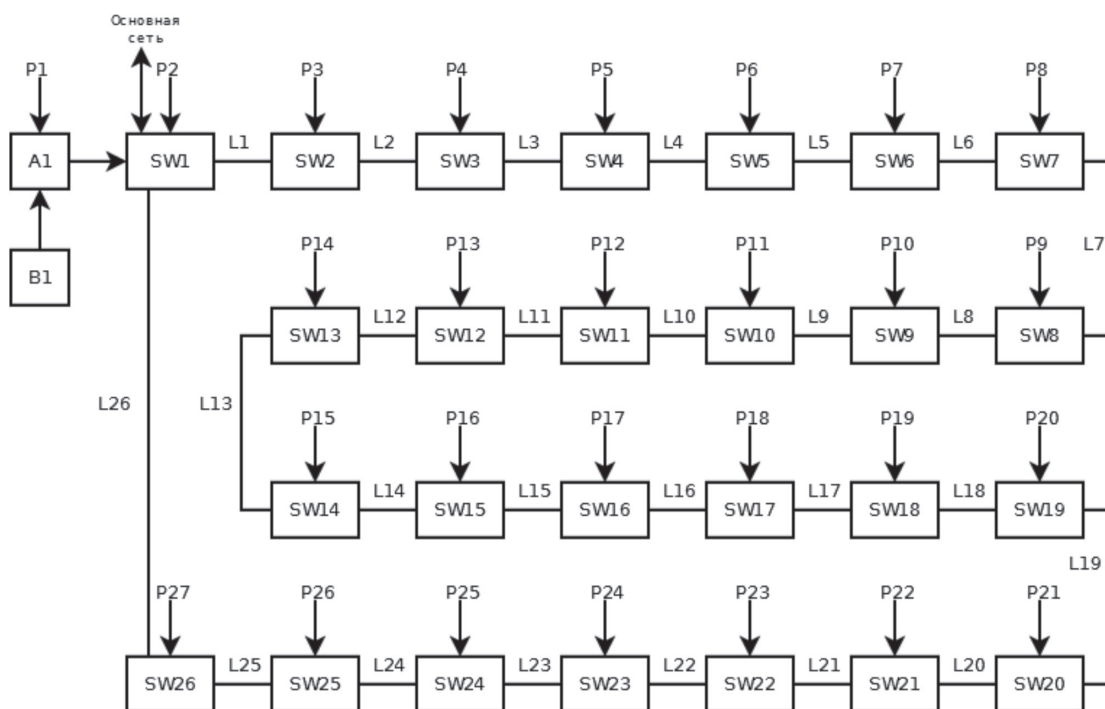 Основная
сеть
P1 P2 P3 P4 P5 P6 P7 P8
A1 SW1 L1 SW2 L2 SW3 L3 SW4 L4 SW5 L5 SW6 L6 SW7
P14 P13 P12 P11 P10 P9 L7
B1
SW13 L12 SW12 L11 SW11 L10 SW10 L9 SW9 L8 SW8
L26 L13
P15 P16 P17 P18 P19 P20
SW14 L14 SW15 L15 SW16 L16 SW17 L17 SW18 L18 SW19
L19
P27 P26 P25 P24 P23 P22 P21
SW26 L25 SW25 L24 SW24 L23 SW23 L22 SW22 L21 SW21 L20 SW20